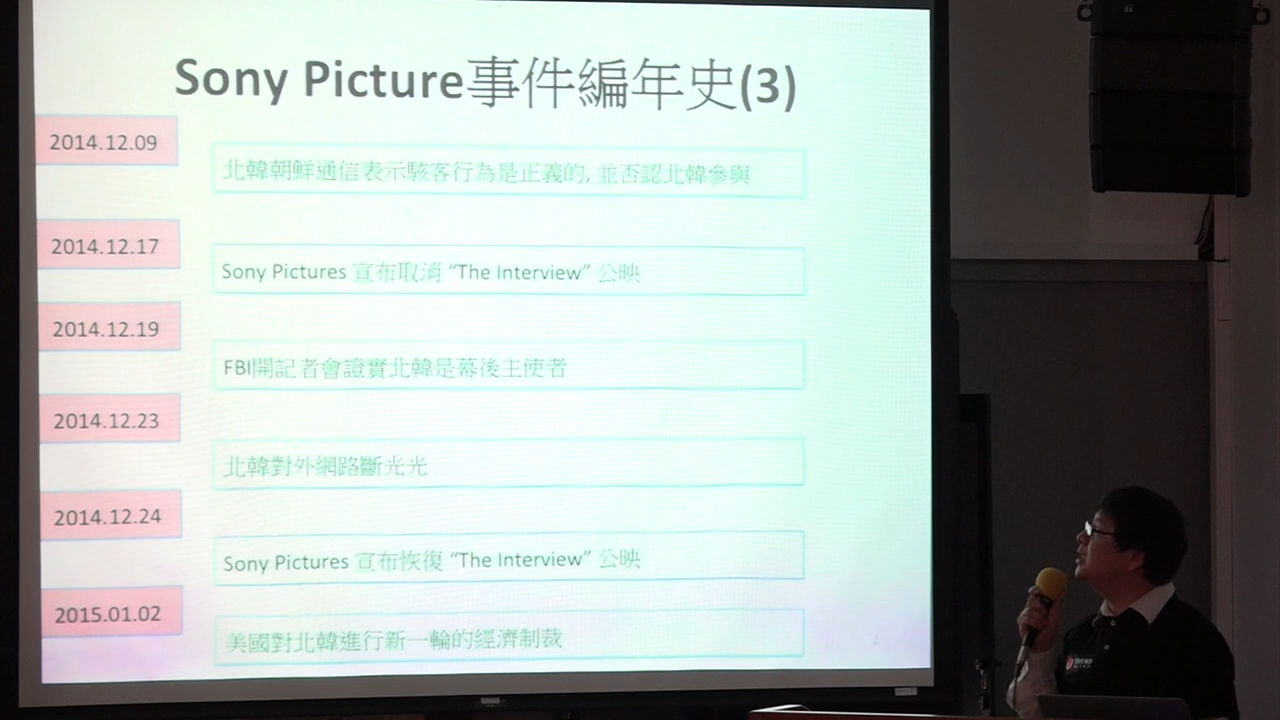 Sony Picture事件編年史(3)
2014.12.09
北韓朝鮮通信表示駭客行為是正義的, 並否認北韓參與
2014.12.17
Sony Pictures 宣布取消 “The Interview” 公映
2014.12.19
FBI開記者會證實北韓是幕後主使者
2014.12.23
北韓對外網路斷光光
2014.12.24
Sony Pictures 宣布恢復 “The Interview” 公映
2015.01.02
美國對北韓進行新一輪的經濟制裁